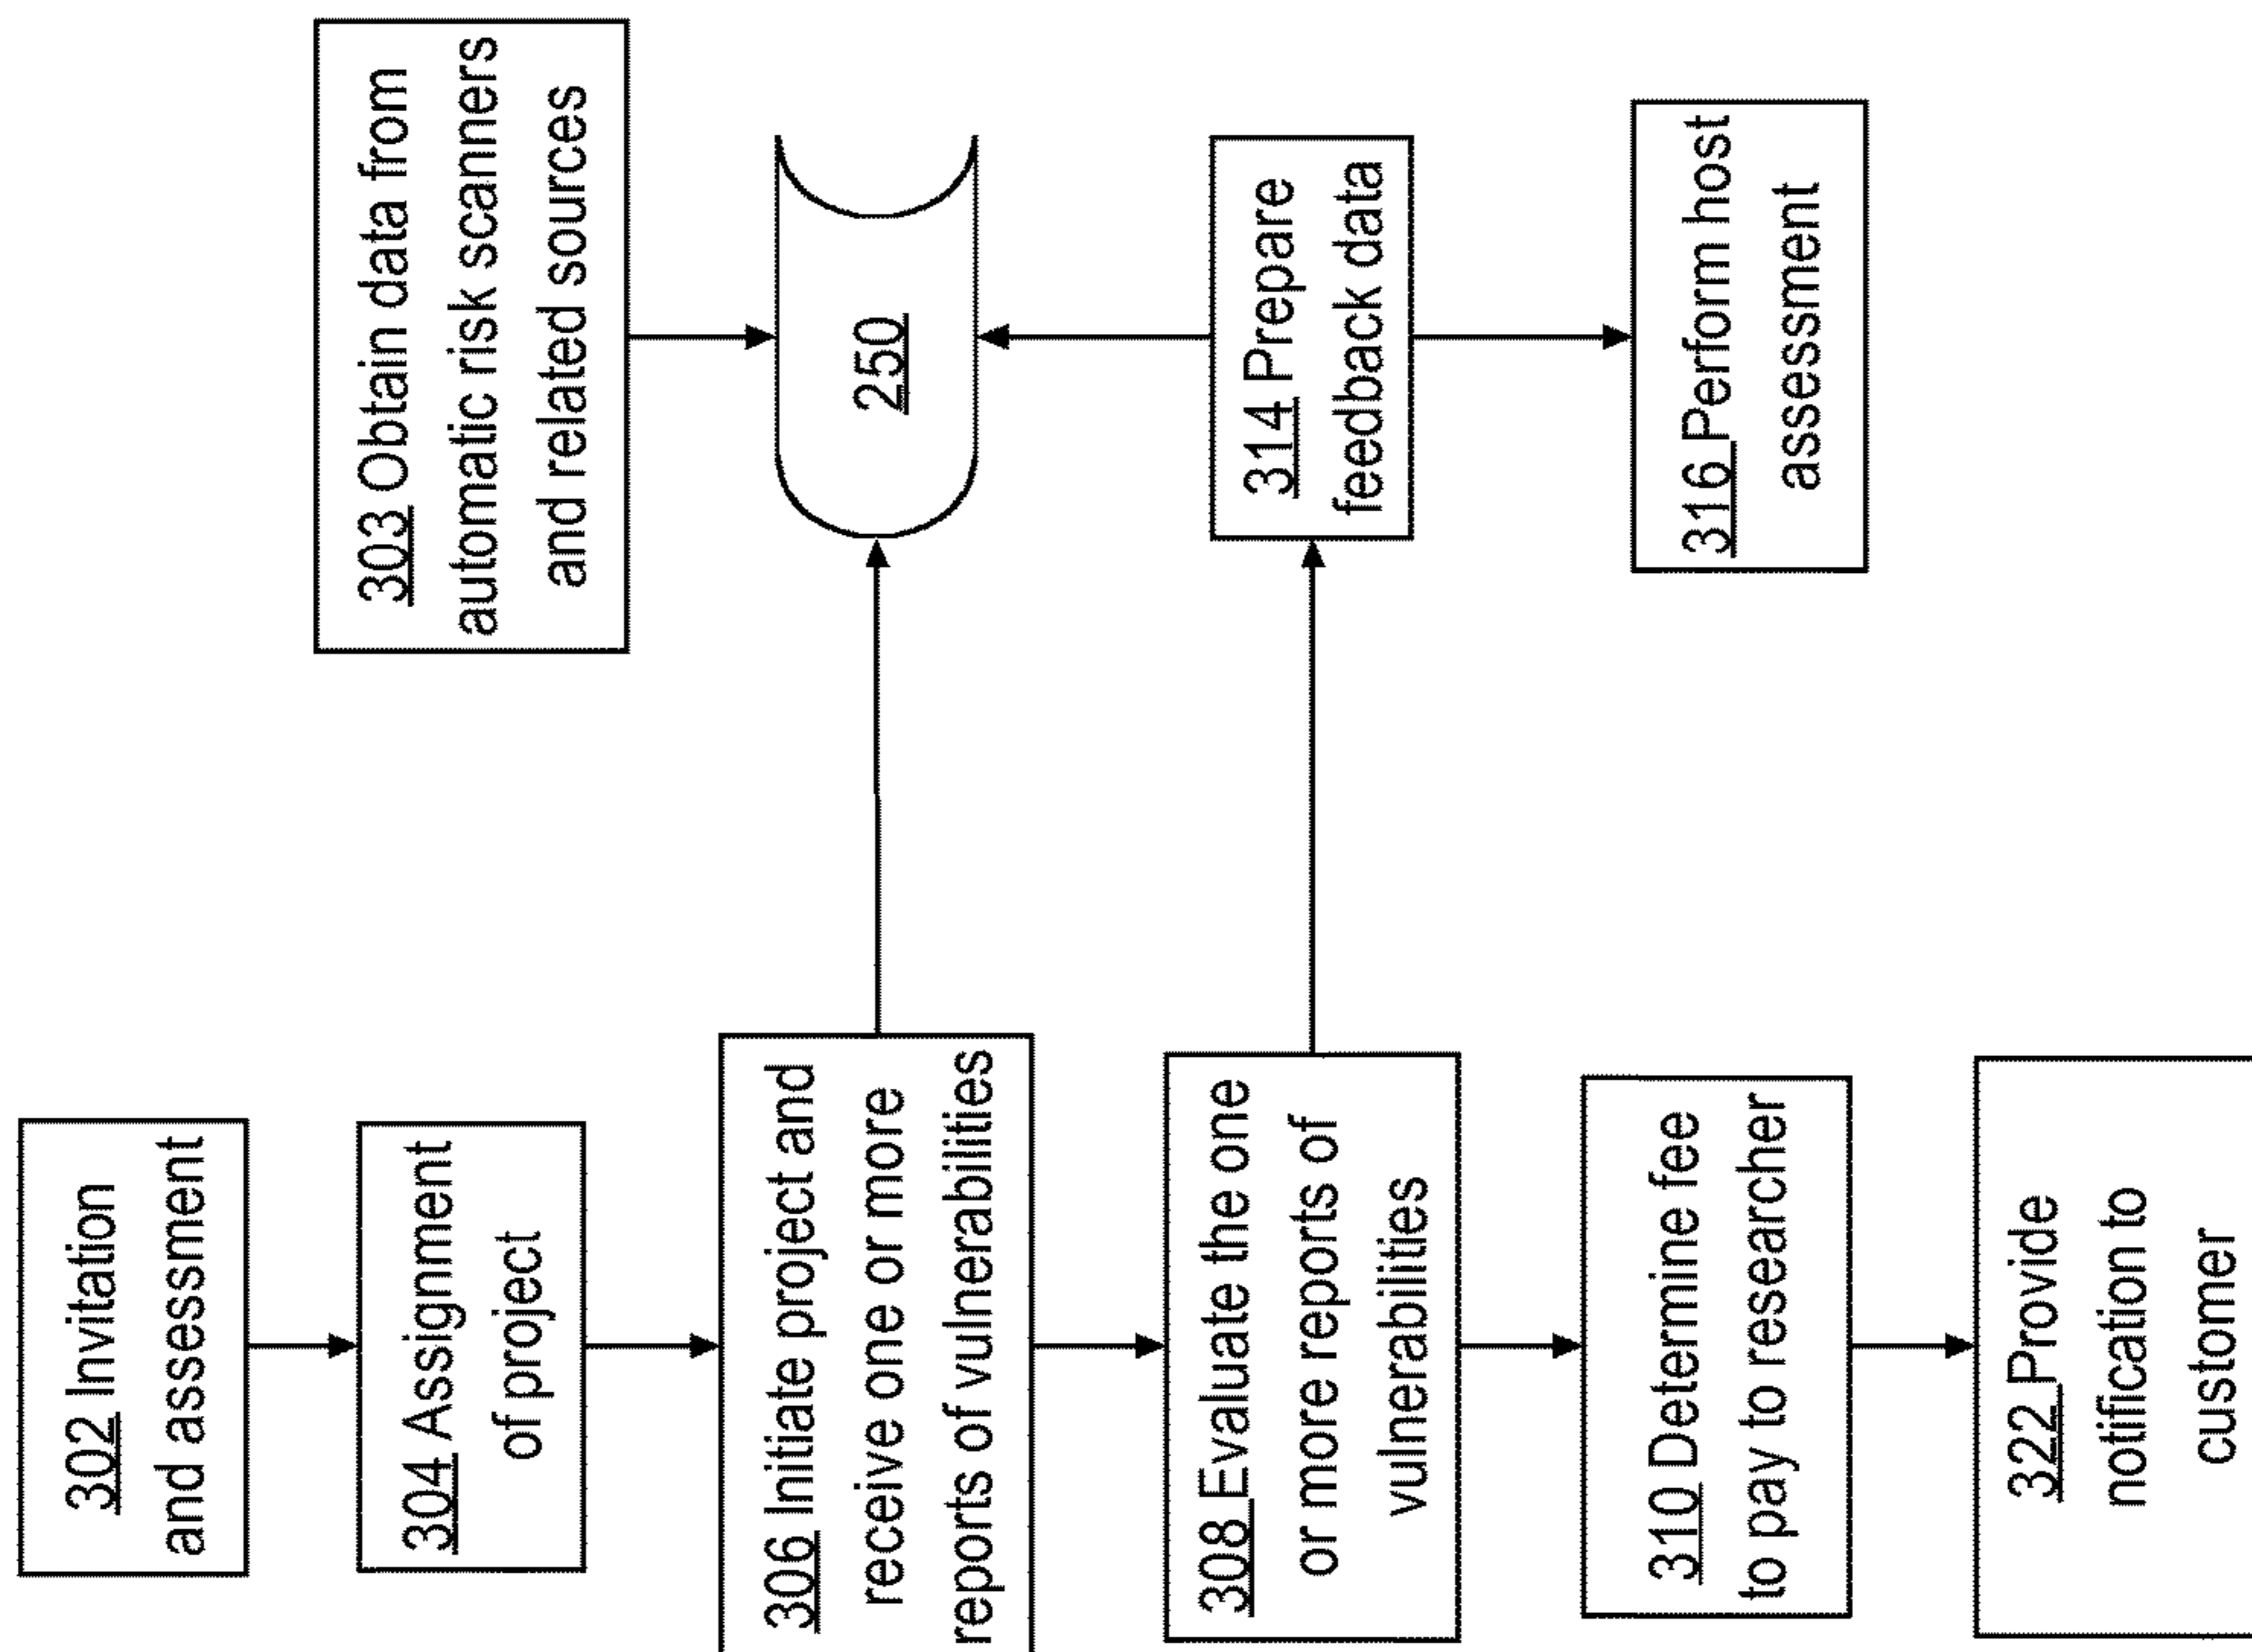 302 Invitation
and assessment
304 Assignment
of project
306 Initiate project and
receive one or more
reports of vulnerabilities
308 Evaluate the one
or more reports of
vulnerabilities
310 Determine fee
to pay to researcher
322 Provide
notification to
customer
303 Obtain data from
automatic risk scanners
and related sources
250
314 Prepare
feedback data
316 Perform host
assessment